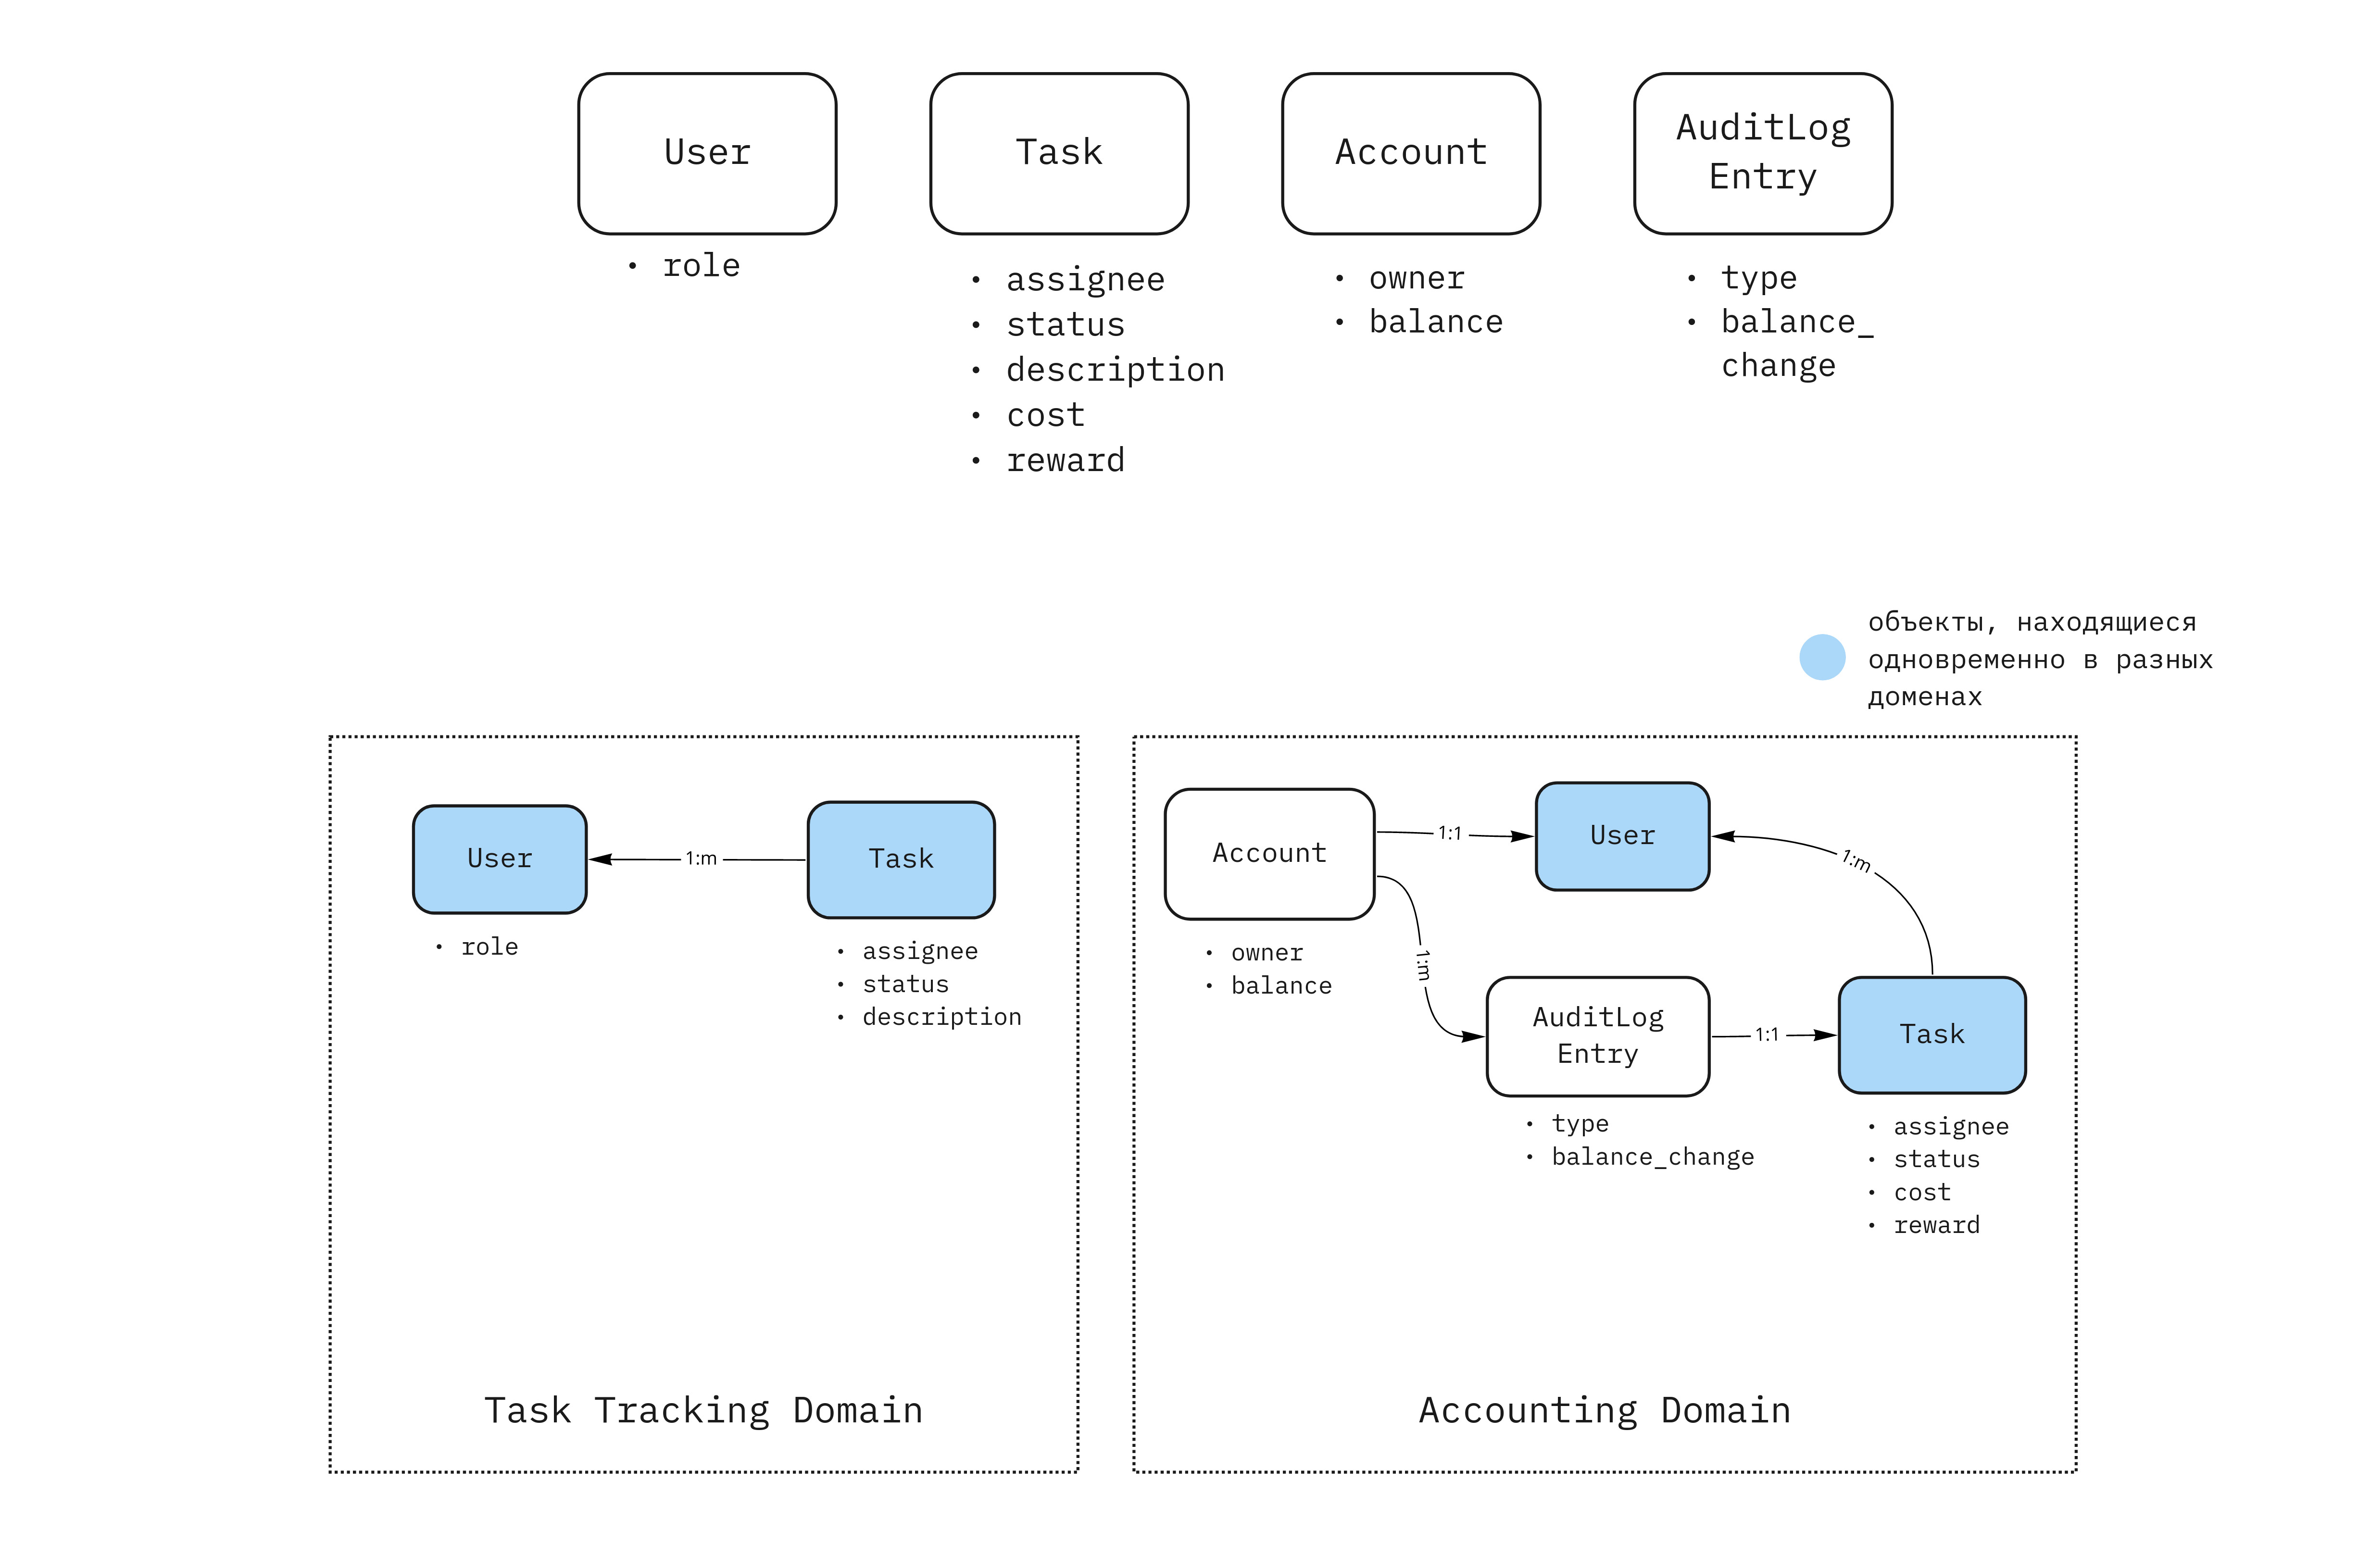 User
Task
Account
AuditLog
Entry
• role
• assignee
• status
• description
• cost
• reward
• owner
• balance
• type
• balance_
change
объекты, находящиеся
одновременно в разных
доменах
User
1:m
Task
• role
• assignee
• status
• description
Task Tracking Domain
Account
1:1
User
1:m
• owner
• balance
1:m
AuditLog
Entry
1:1
Task
• type
• balance_change
• assignee
• status
• cost
• reward
Accounting Domain